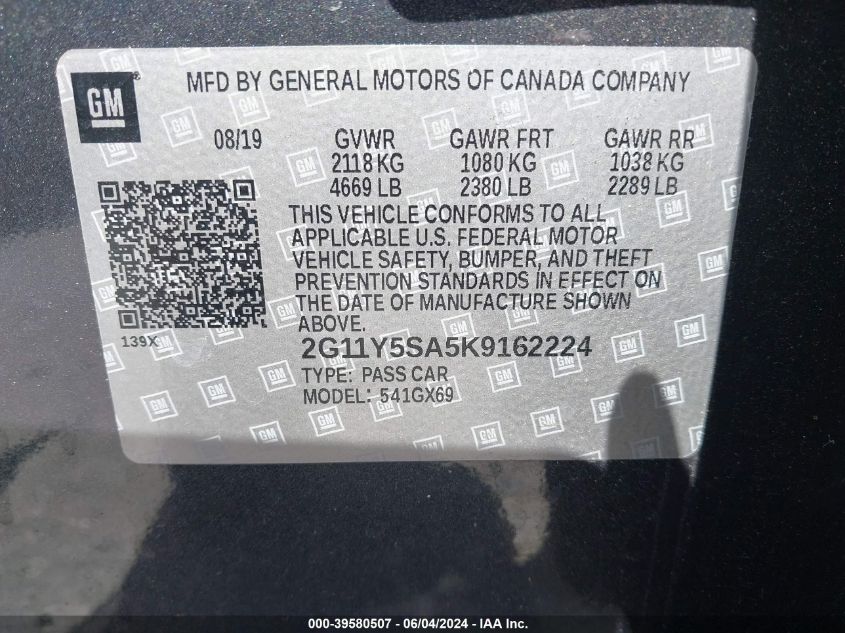 GM
MFD BY GENERAL MOTORS OF CANADA COMPANY
08/19 GVWR GAWR FRT GAWR RR
2118 KG 1080 KG 1038 KG
4669 LB 2380 LB 2289 LB
THIS VEHICLE CONFORMS TO ALL
APPLICABLE U.S. FEDERAL MOTOR
VEHICLE SAFETY, BUMPER, AND THEFT
PREVENTION STANDARDS IN EFFECT ON
THE DATE OF MANUFACTURE SHOWN
ABOVE.
139X
2G11Y5SA5K9162224
TYPE: PASS CAR
MODEL: 541GX69
000-39580507 - 06/04/2024 - IAA Inc.